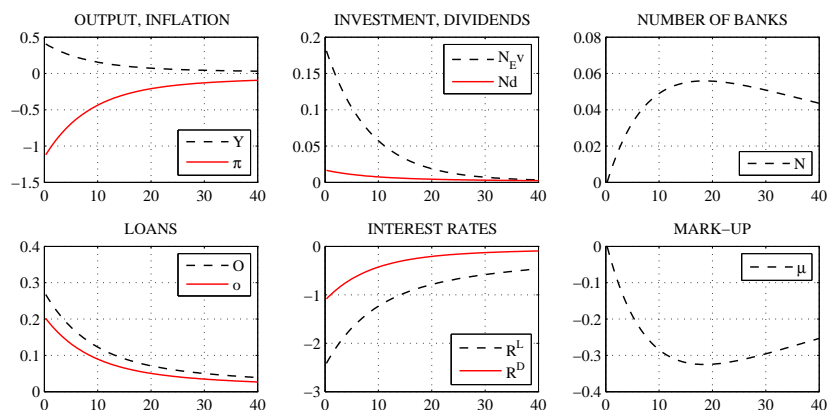 OUTPUT, INFLATION
0.5
0
−0.5
−1
−1.5
0 10 20 30 40
Y
π
INVESTMENT, DIVIDENDS
0.2
0.15
0.1
0.05
0
0 10 20 30 40
N_E v
Nd
NUMBER OF BANKS
0.08
0.06
0.04
0.02
0
0 10 20 30 40
N
LOANS
0.4
0.3
0.2
0.1
0
0 10 20 30 40
O
o
INTEREST RATES
0
−1
−2
−3
0 10 20 30 40
R^L
R^D
MARK−UP
0
−0.1
−0.2
−0.3
−0.4
0 10 20 30 40
μ